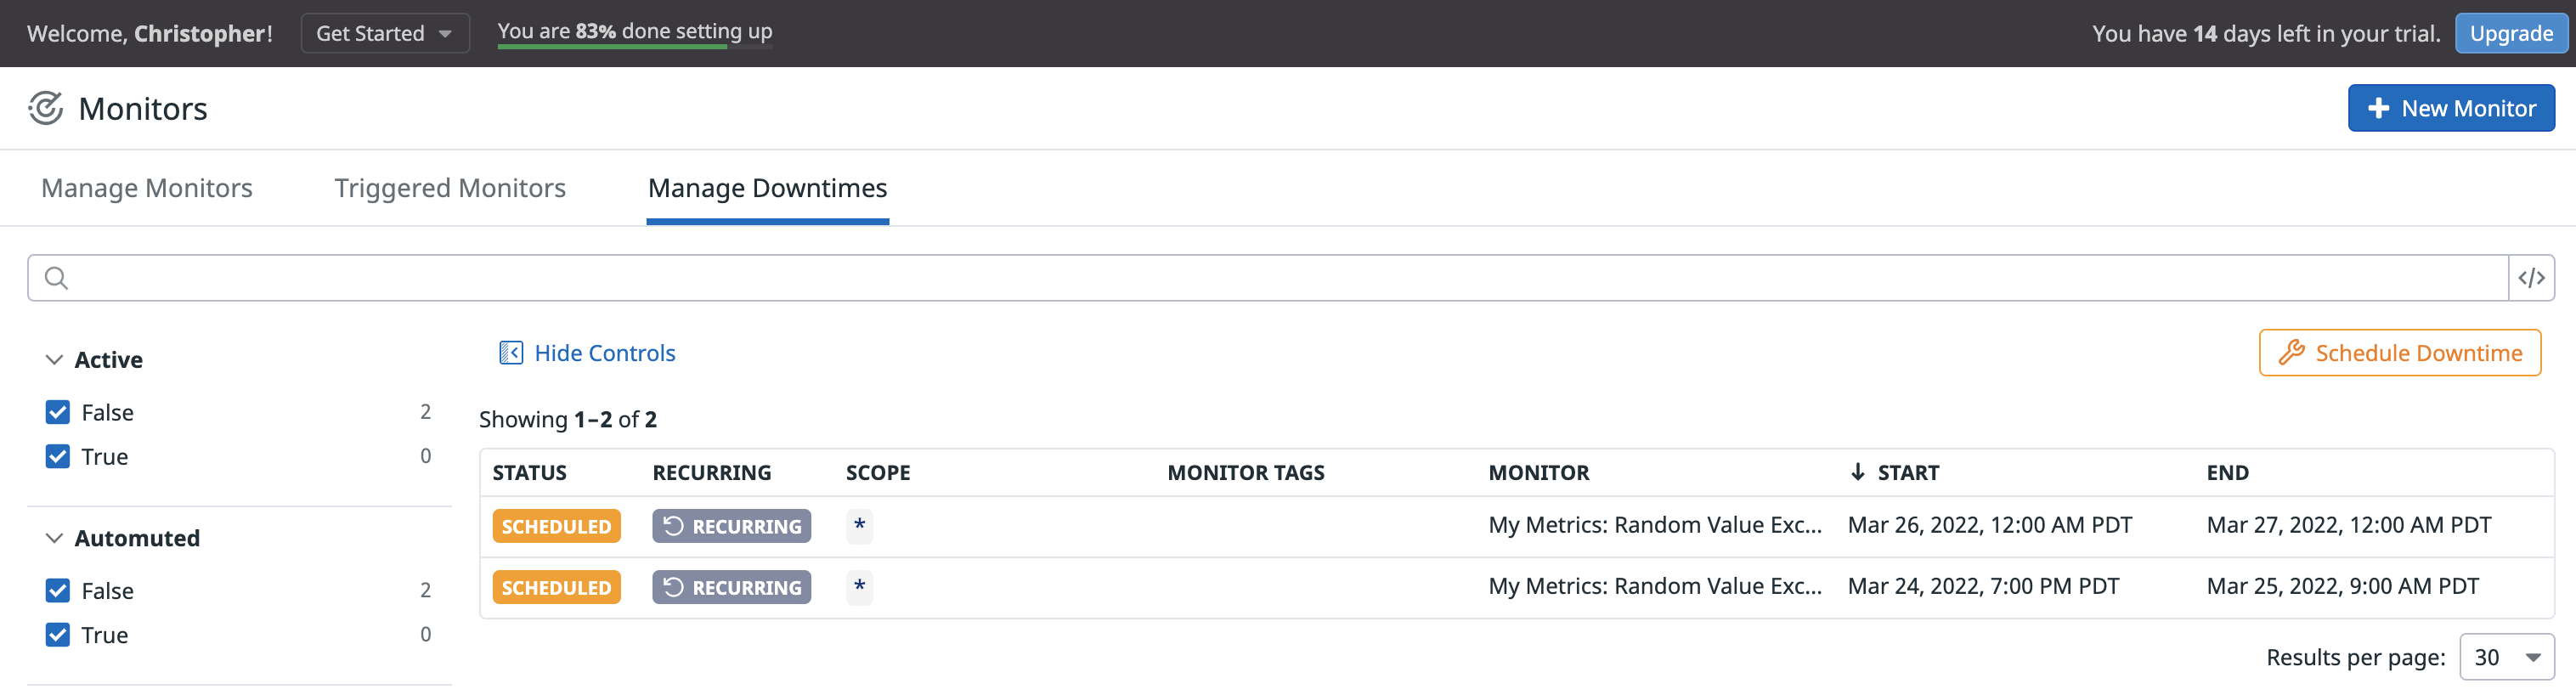 Welcome, Christopher! Get Started You are 83% done setting up You have 14 days left in your trial. Upgrade
Monitors + New Monitor
Manage Monitors Triggered Monitors Manage Downtimes
</>
Active
False 2
True 0
Automuted
False 2
True 0
Hide Controls Schedule Downtime
Showing 1–2 of 2
STATUS RECURRING SCOPE MONITOR TAGS MONITOR ↓ START END
SCHEDULED RECURRING * My Metrics: Random Value Exc... Mar 26, 2022, 12:00 AM PDT Mar 27, 2022, 12:00 AM PDT
SCHEDULED RECURRING * My Metrics: Random Value Exc... Mar 24, 2022, 7:00 PM PDT Mar 25, 2022, 9:00 AM PDT
Results per page: 30